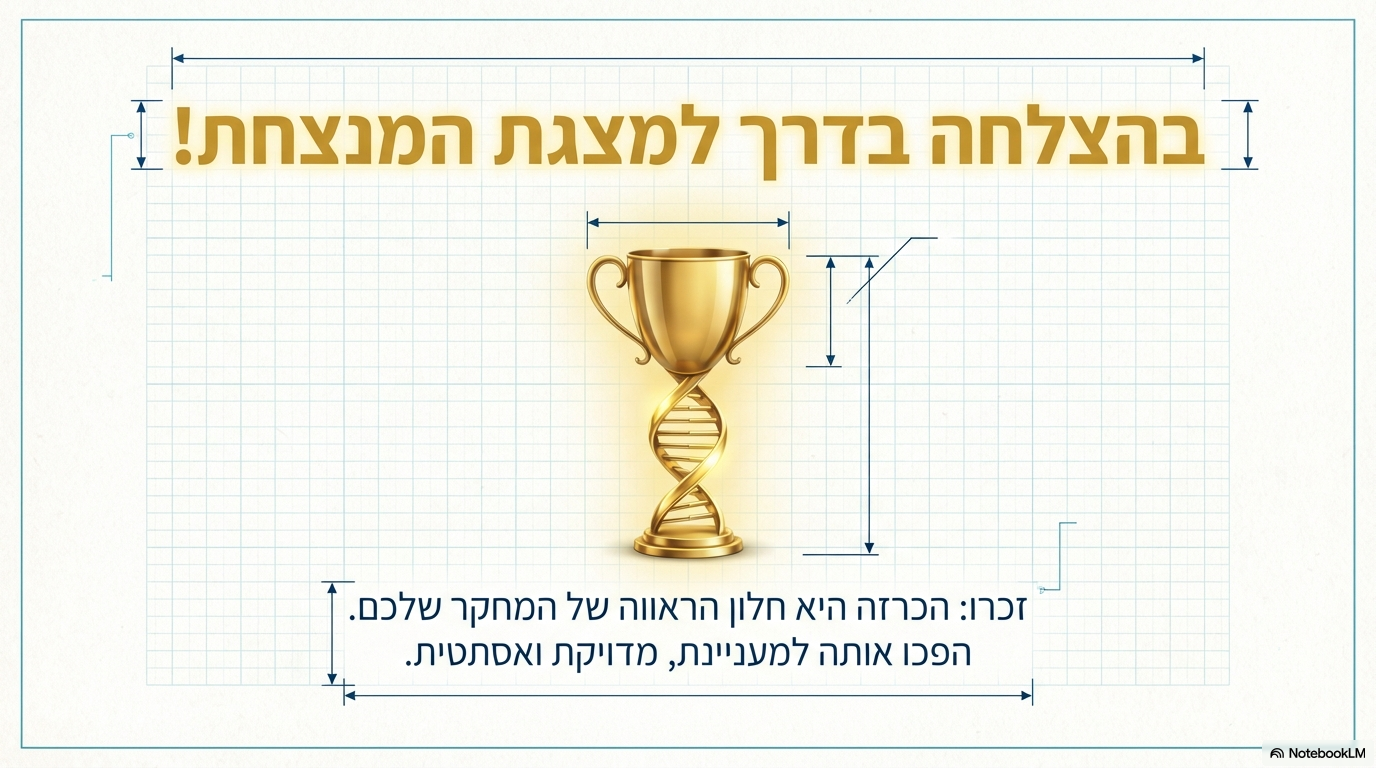 בהצלחה בדרך למצגת המנצחת!
זכרו: הכרזה היא חלון הראווה של המחקר שלכם.
הפכו אותה למעניינת, מדויקת ואסתטית.
NotebookLM